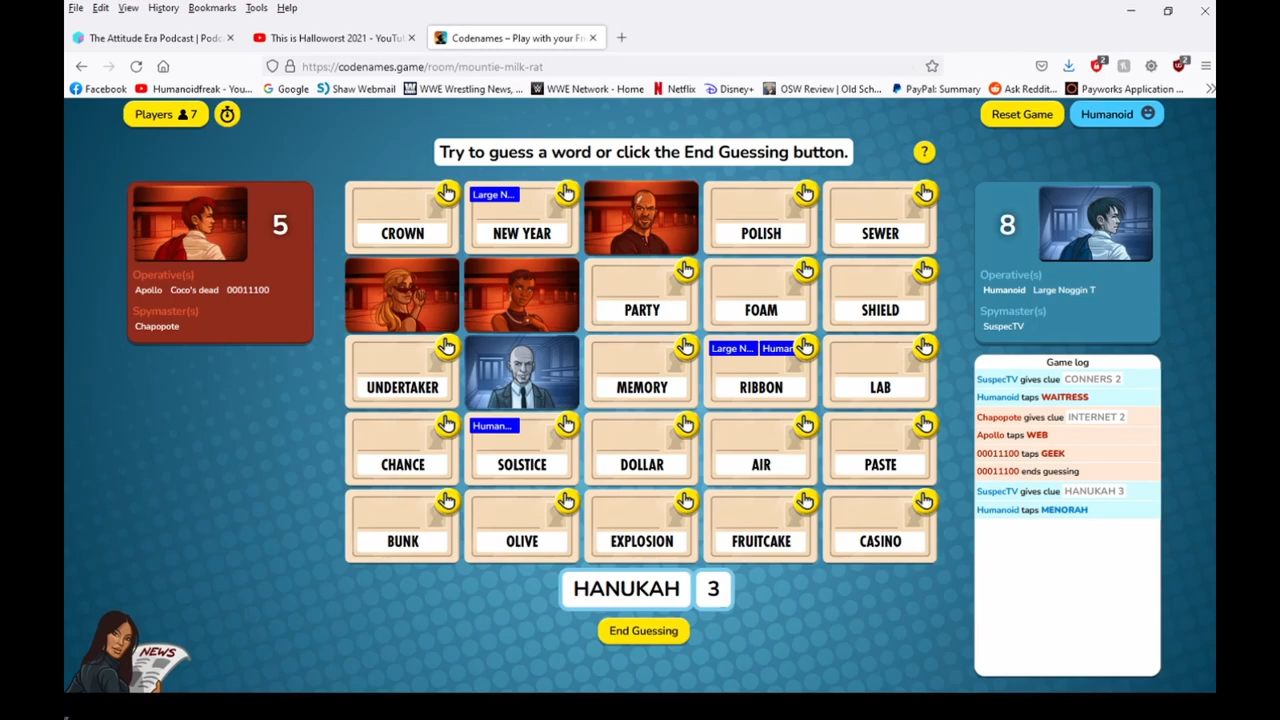 File Edit View History Bookmarks Tools Help
The Attitude Era Podcast | Podc
This is Halloworst 2021 - YouTu
Codenames – Play with your Fr
https://codenames.game/room/mountie-milk-rat
2
2
Facebook
Humanoidfreak - You...
Google
Shaw Webmail
WWE Wrestling News, ...
WWE Network - Home
Netflix
Disney+
OSW Review | Old Sch...
PayPal: Summary
Ask Reddit...
Payworks Application ...
Players 7
Reset Game
Humanoid
Try to guess a word or click the End Guessing button.
?
5
Operative(s)
Apollo Coco's dead 00011100
Spymaster(s)
Chapopote
Large N...
CROWN NEW YEAR POLISH SEWER
PARTY FOAM SHIELD
Large N... Human
UNDERTAKER MEMORY RIBBON LAB
Human...
CHANCE SOLSTICE DOLLAR AIR PASTE
BUNK OLIVE EXPLOSION FRUITCAKE CASINO
HANUKAH 3
End Guessing
NEWS
8
Operative(s)
Humanoid Large Noggin T
Spymaster(s)
SuspecTV
Game log
SuspecTV gives clue CONNERS 2
Humanoid taps WAITRESS
Chapopote gives clue INTERNET 2
Apollo taps WEB
00011100 taps GEEK
00011100 ends guessing
SuspecTV gives clue HANUKAH 3
Humanoid taps MENORAH